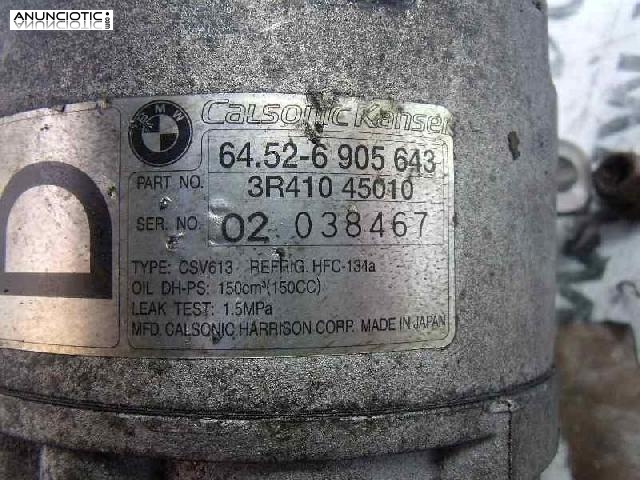 ANUNCIOTIC.com
BMW
Calsonic Kansei
64.52-6 905 643
PART NO. 3R410 45010
SER. NO. 02 038467
D
TYPE: CSV613 REFRIG. HFC-134a
OIL DH-PS: 150cm³(150CC)
LEAK TEST: 1.5MPa
MFD. CALSONIC HARRISON CORP. MADE IN JAPAN